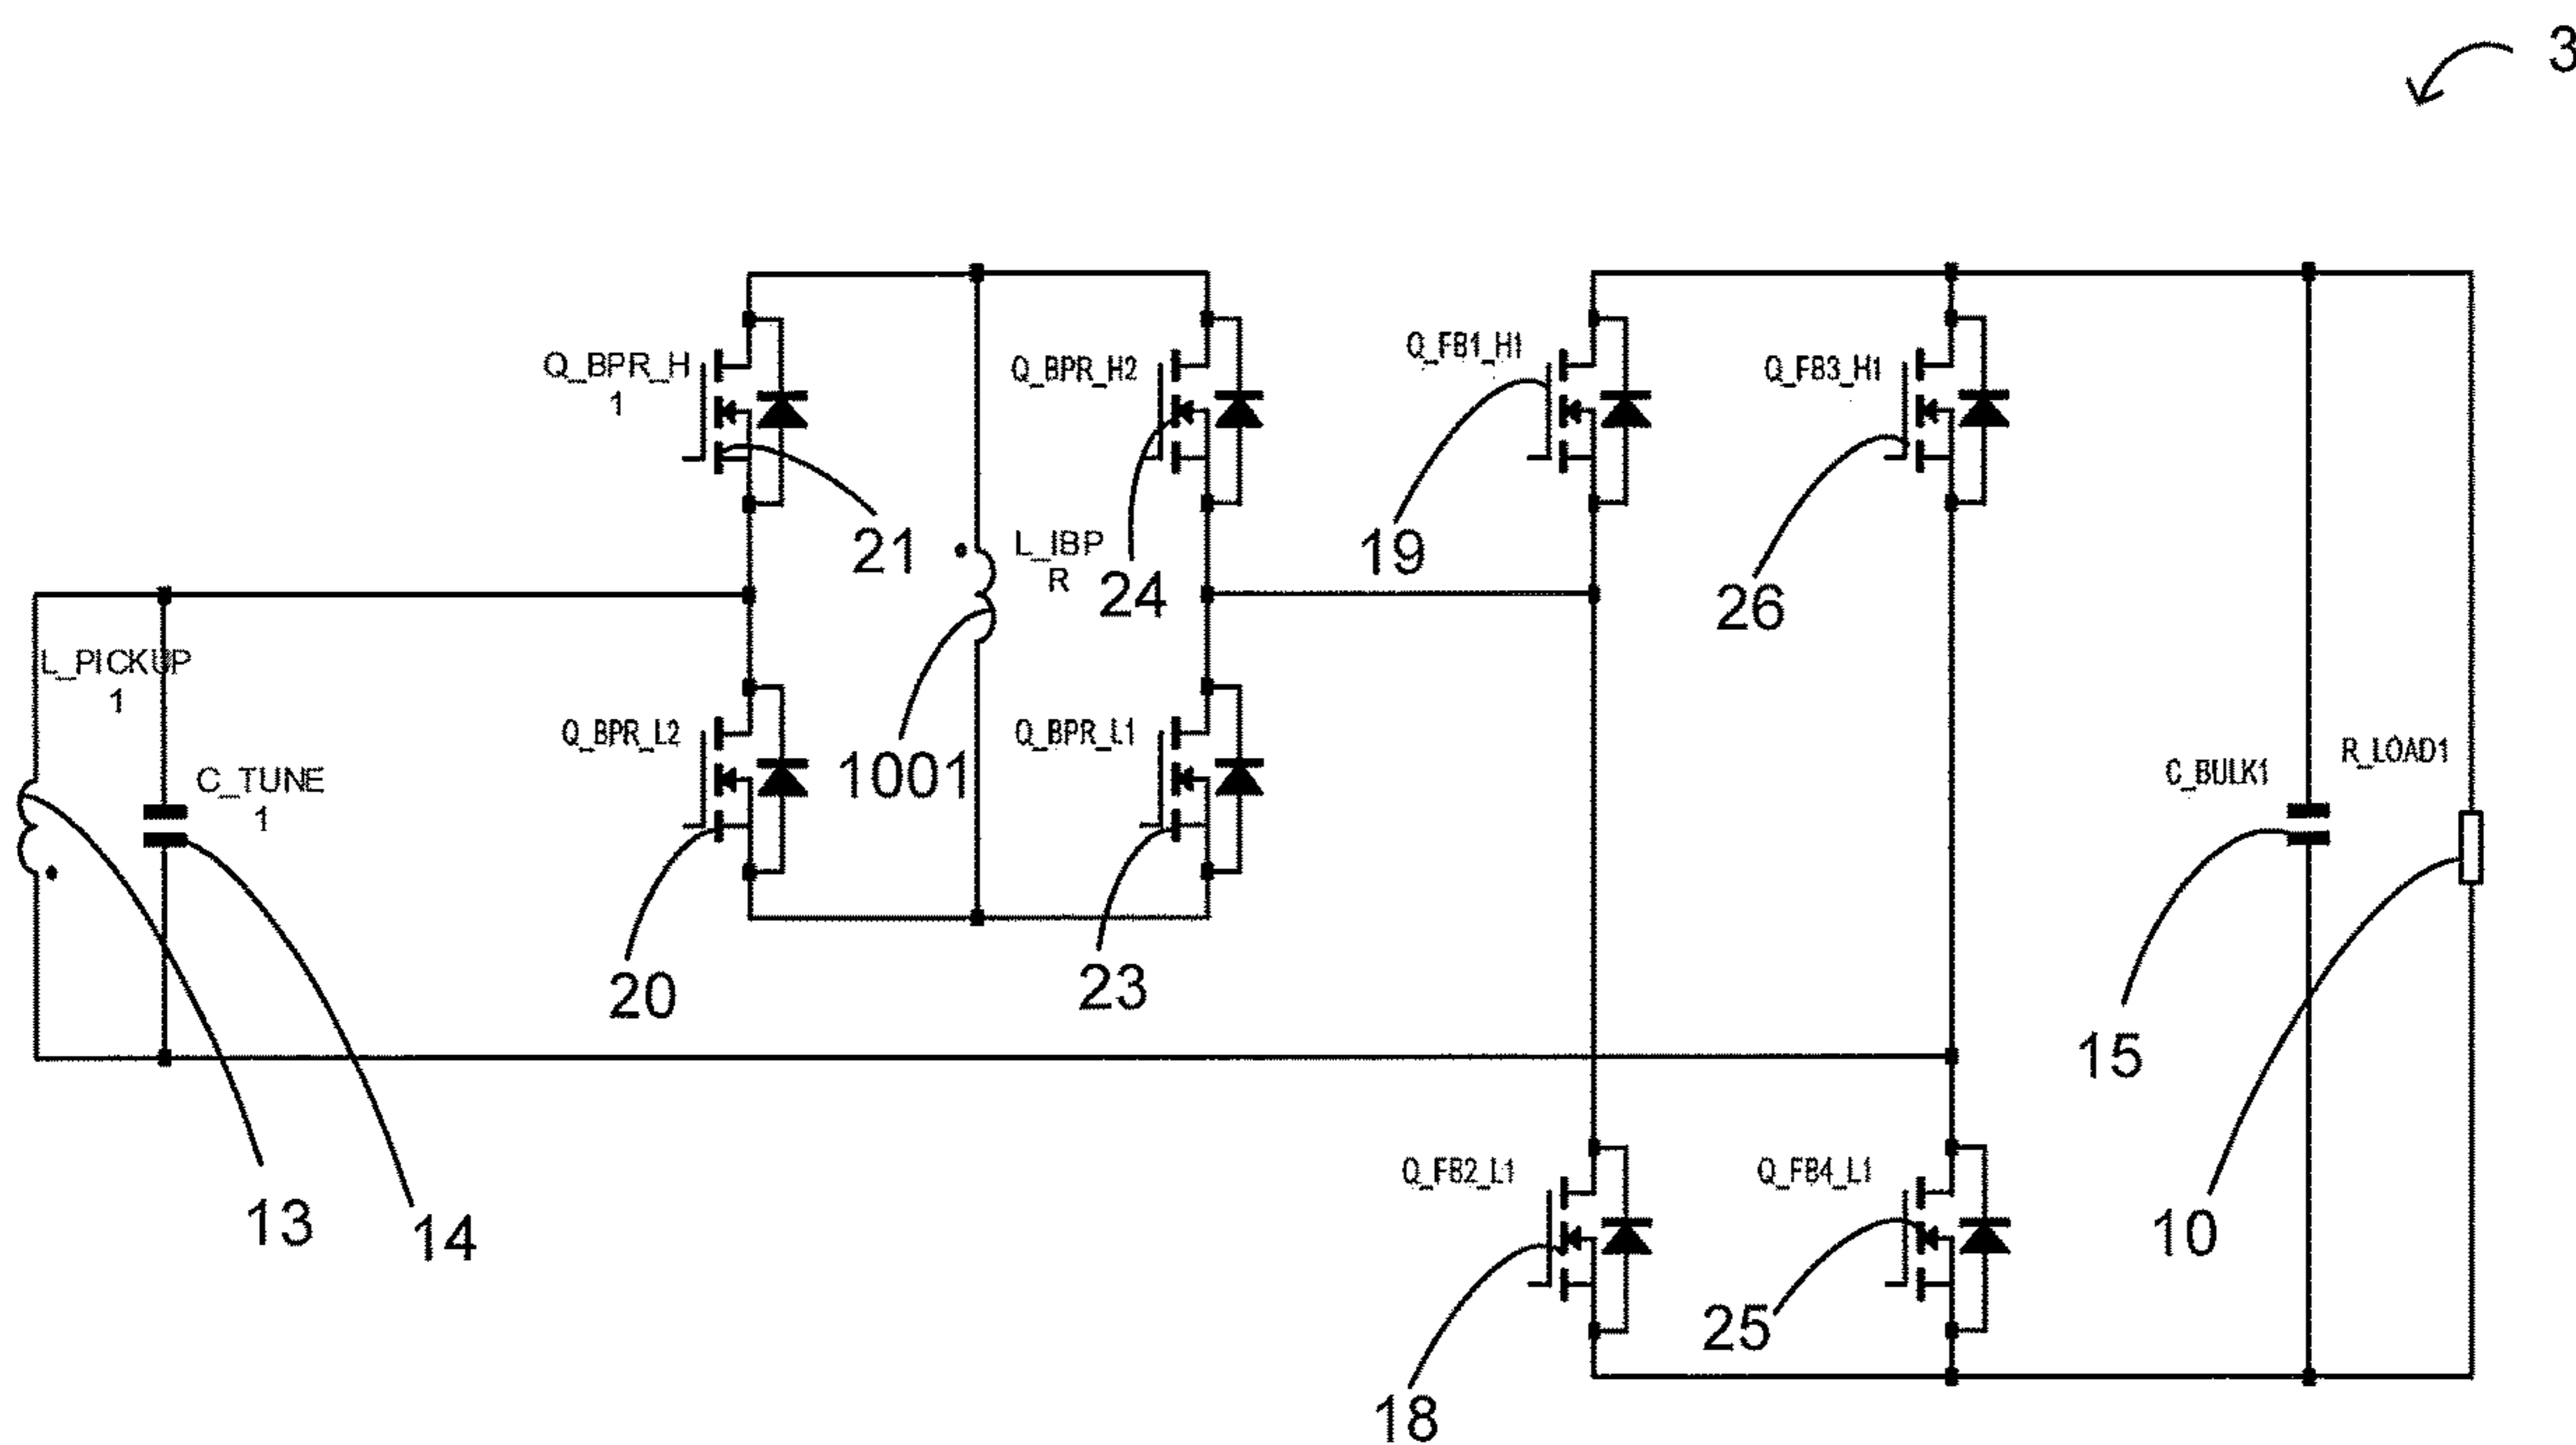 3
Q_BPR_H
1
21
L_IBP
R
1001
Q_BPR_H2
24
Q_FB1_H1
19
Q_FB3_H1
26
L_PICKUP
1
C_TUNE
1
Q_BPR_L2
20
Q_BPR_L1
23
C_BULK1
15
R_LOAD1
10
13
14
Q_FB2_L1
18
Q_FB4_L1
25